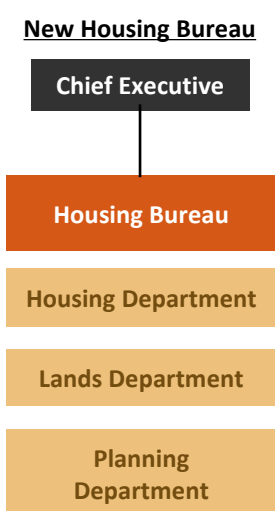 New Housing Bureau
Chief Executive
Housing Bureau
Housing Department
Lands Department
Planning
Department